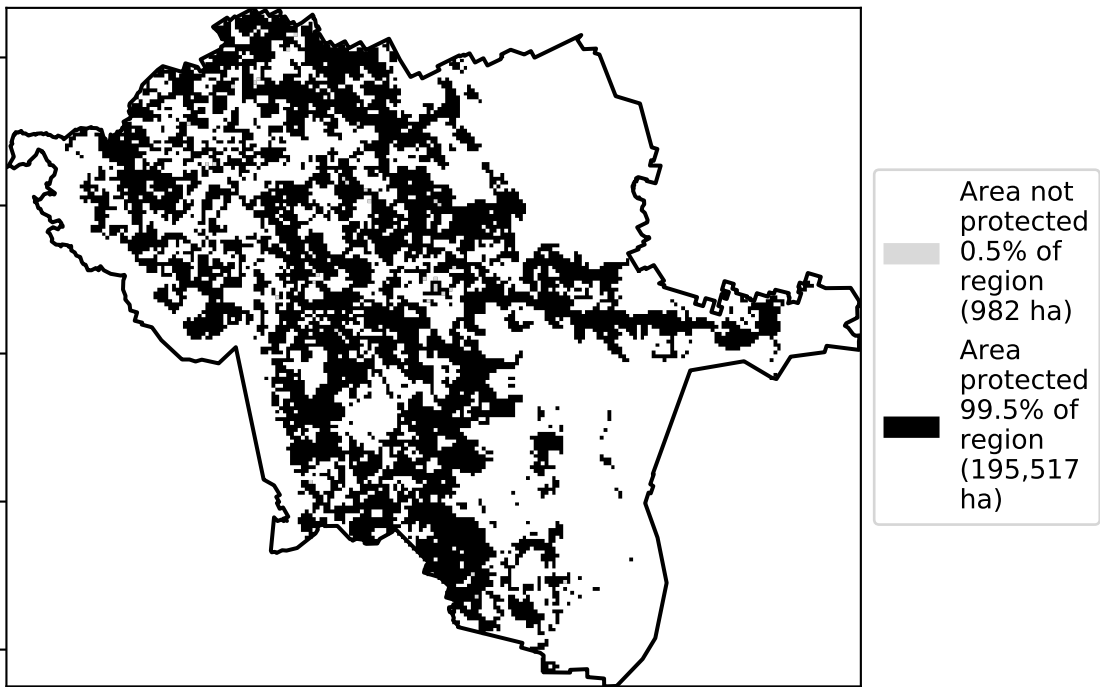 Area not
protected
0.5% of
region
(982 ha)
Area
protected
99.5% of
region
(195,517
ha)